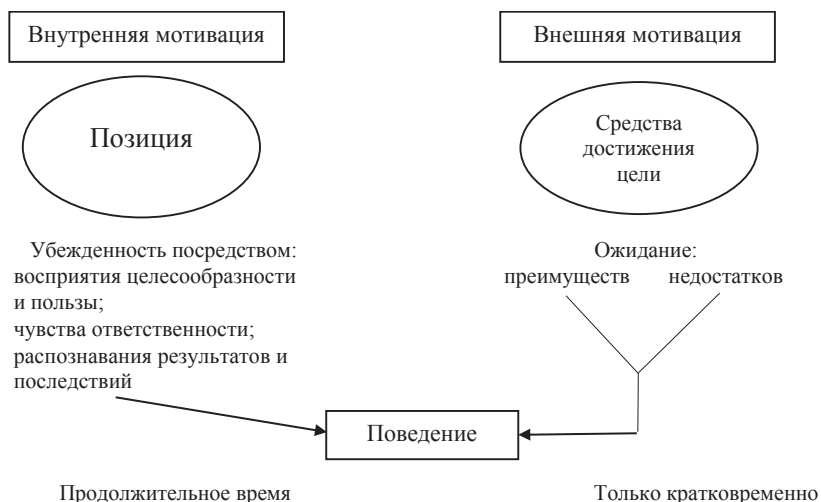 Внутренняя мотивация
Внешняя мотивация
Позиция
Средства
достижения
цели
Убежденность посредством:
восприятия целесообразности
и пользы;
чувства ответственности;
распознавания результатов и
последствий
Ожидание:
преимуществ недостатков
Поведение
Продолжительное время
Только кратковременно